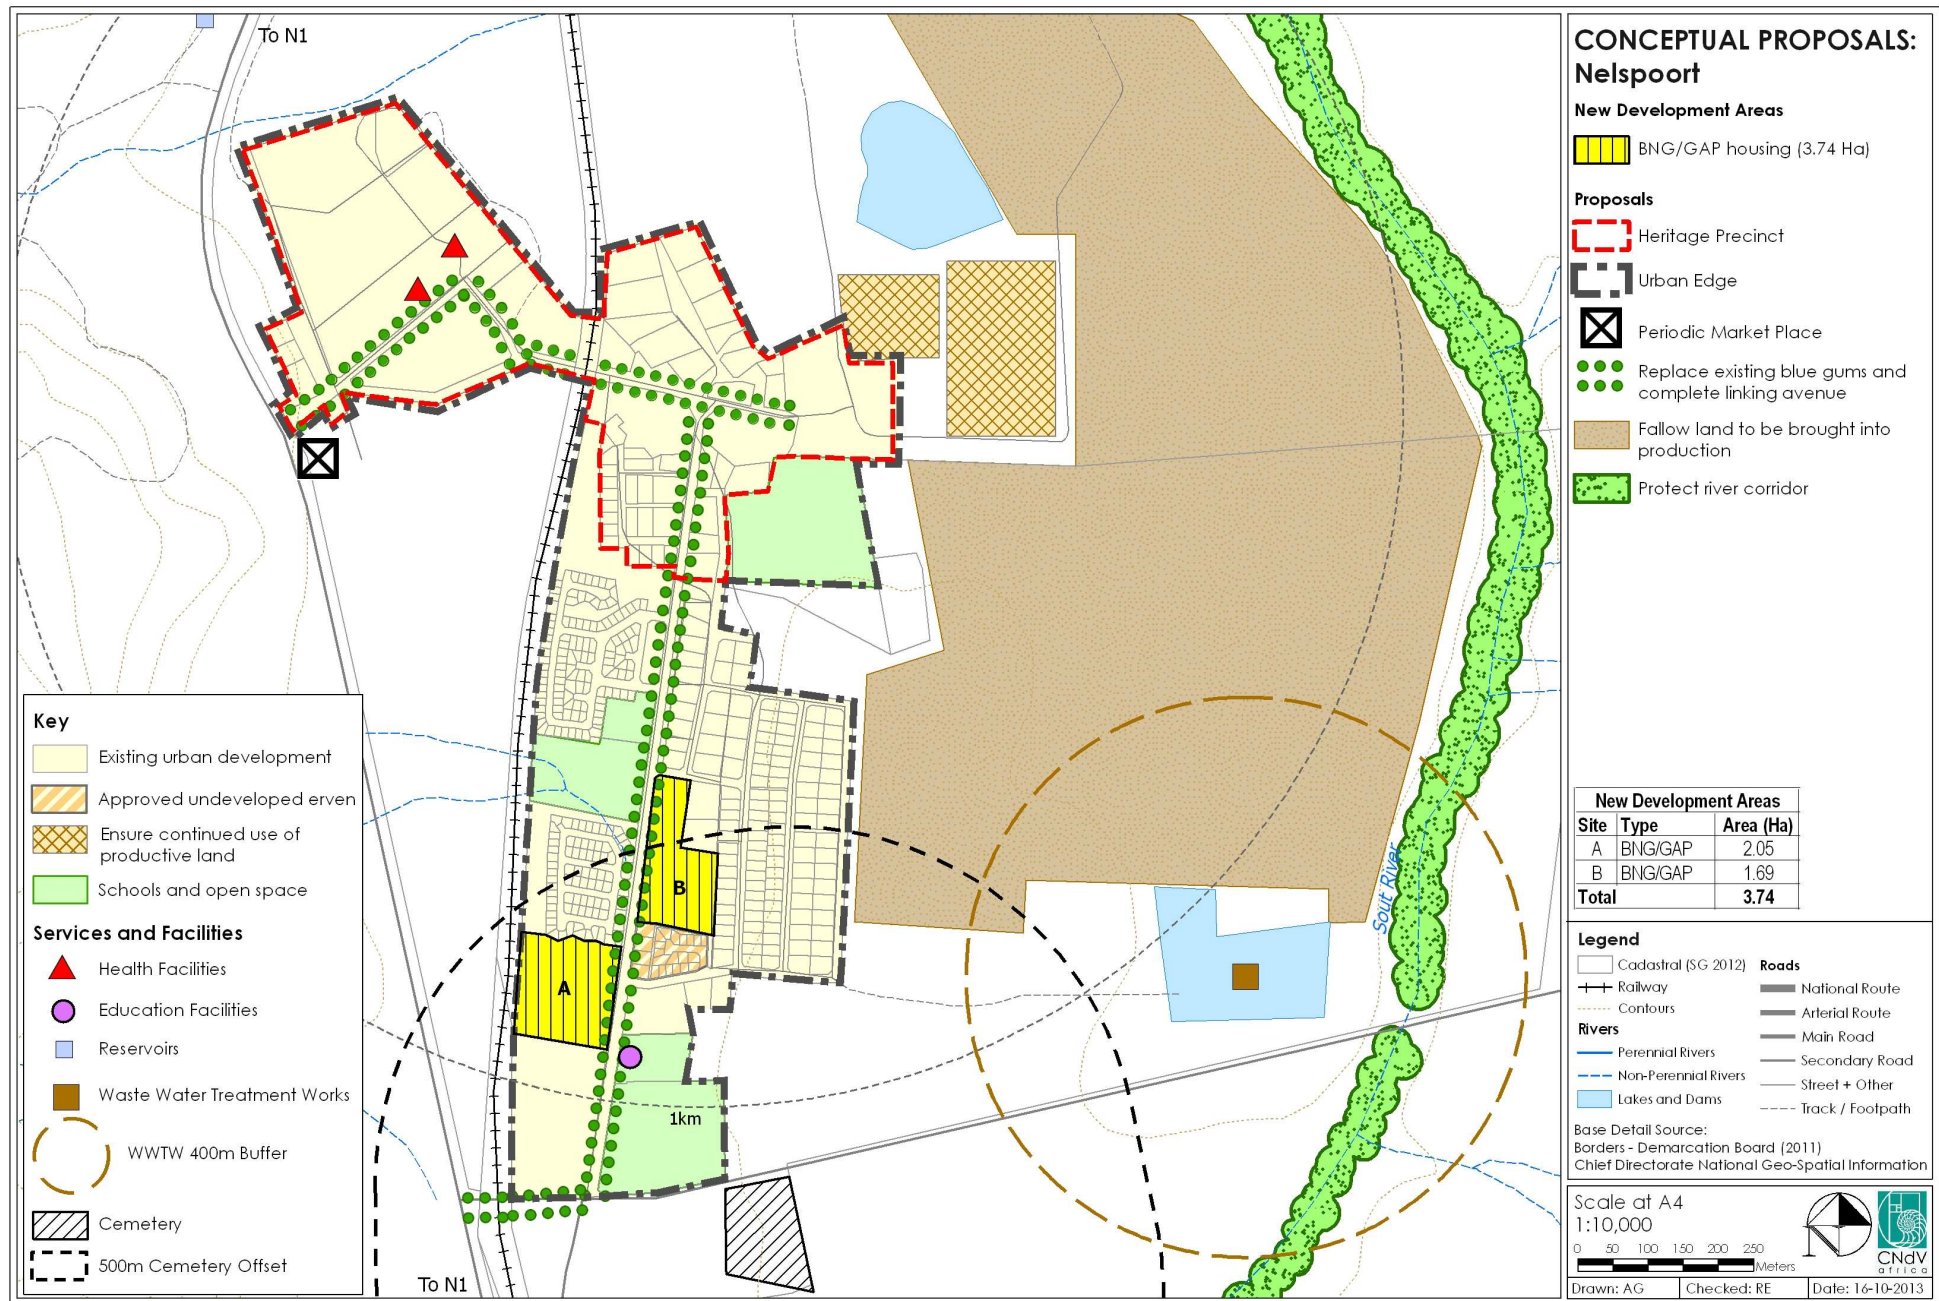 To N1
1km
Sout River
A
B
To N1
Key
Existing urban development
Approved undeveloped erven
Ensure continued use of
productive land
Schools and open space
Services and Facilities
Health Facilities
Education Facilities
Reservoirs
Waste Water Treatment Works
WWTW 400m Buffer
Cemetery
500m Cemetery Offset
CONCEPTUAL PROPOSALS:
Nelspoort
New Development Areas
BNG/GAP housing (3.74 Ha)
Proposals
Heritage Precinct
Urban Edge
Periodic Market Place
Replace existing blue gums and
complete linking avenue
Fallow land to be brought into
production
Protect river corridor
New Development Areas
Site Type Area (Ha)
A BNG/GAP 2.05
B BNG/GAP 1.69
Total 3.74
Legend
Cadastral (SG 2012)
Railway
Contours
Rivers
Perennial Rivers
Non-Perennial Rivers
Lakes and Dams
Roads
National Route
Arterial Route
Main Road
Secondary Road
Street + Other
Track / Footpath
Base Detail Source:
Borders - Demarcation Board (2011)
Chief Directorate National Geo-Spatial Information
Scale at A4
1:10,000
0 50 100 150 200 250
Meters
CNdV
africa
Drawn: AG Checked: RE Date: 16-10-2013